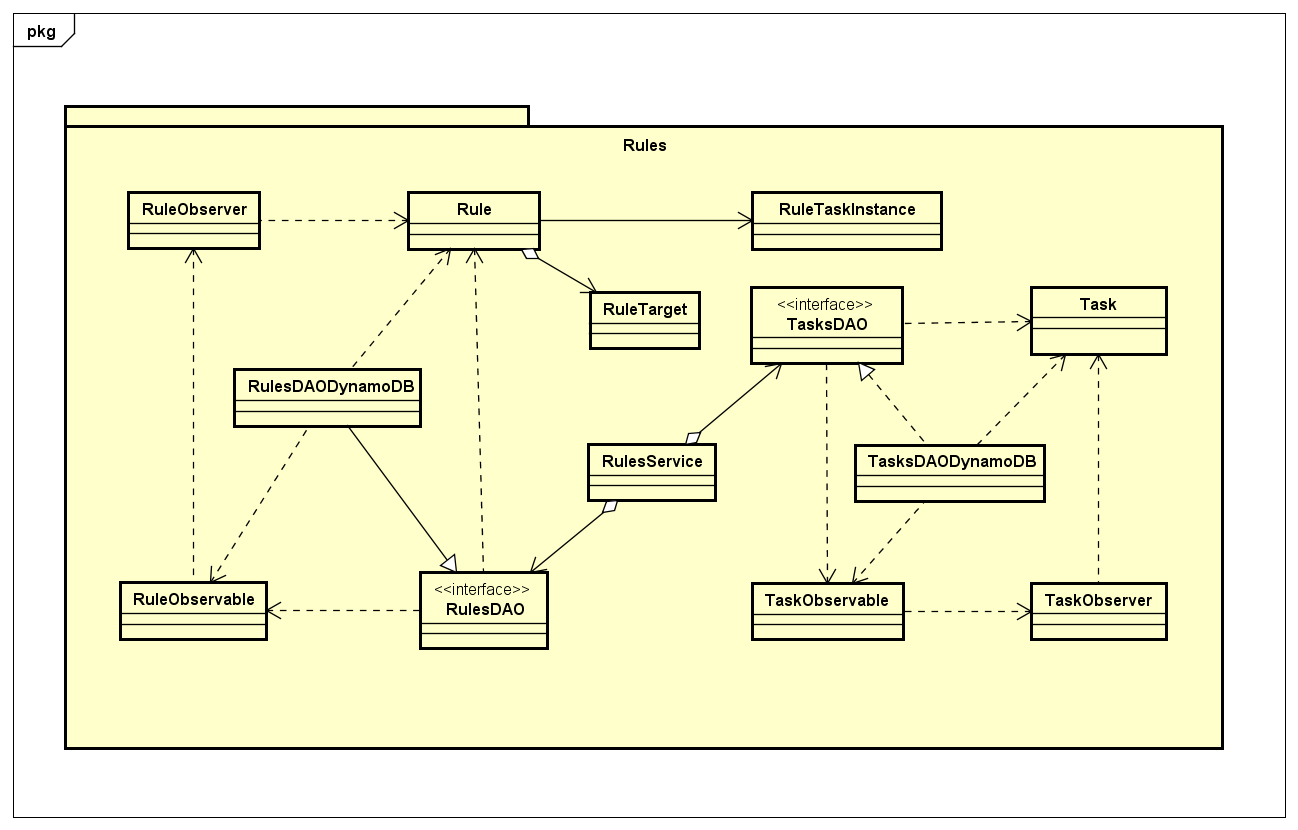 pkg
Rules
RuleObserver
Rule
RuleTaskInstance
RuleTarget
<<interface>>
TasksDAO
Task
RulesDAODynamoDB
RulesService
TasksDAODynamoDB
RuleObservable
<<interface>>
RulesDAO
TaskObservable
TaskObserver